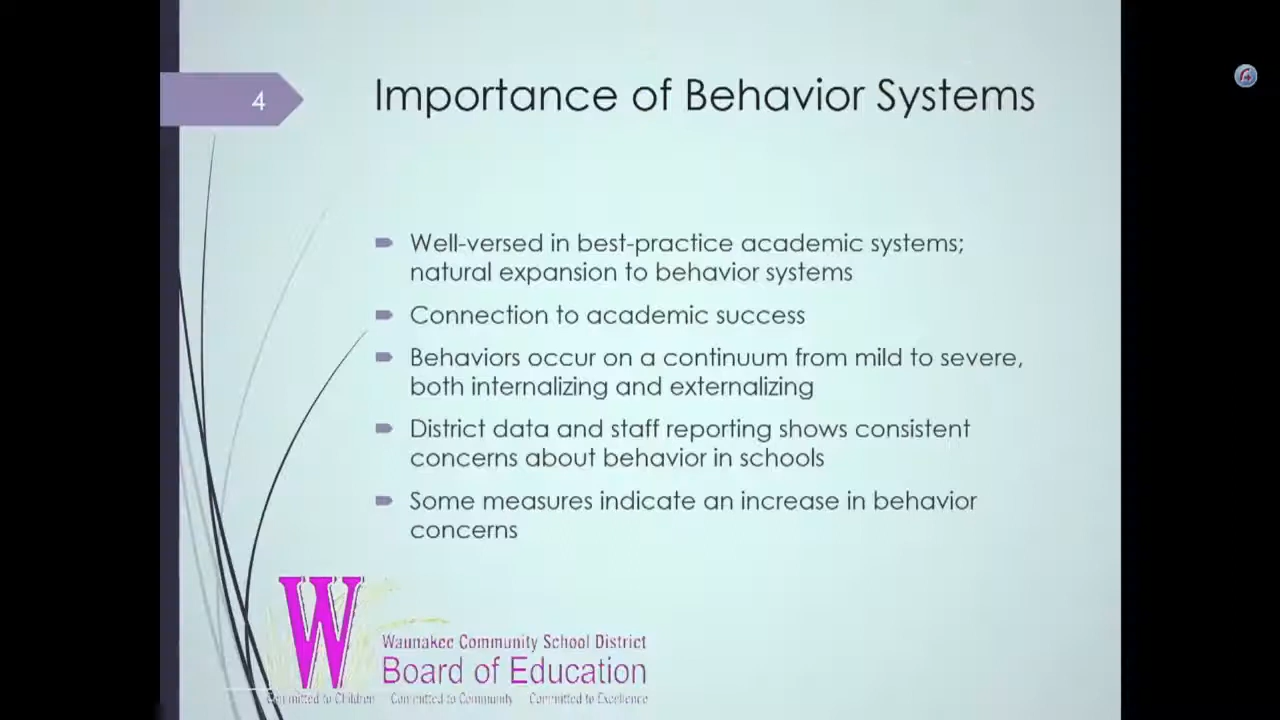 4
Importance of Behavior Systems
Well-versed in best-practice academic systems;
natural expansion to behavior systems
Connection to academic success
Behaviors occur on a continuum from mild to severe,
both internalizing and externalizing
District data and staff reporting shows consistent
concerns about behavior in schools
Some measures indicate an increase in behavior
concerns
W
Waunakee Community School District
Board of Education
Committed to Children Committed to Community Committed to Excellence